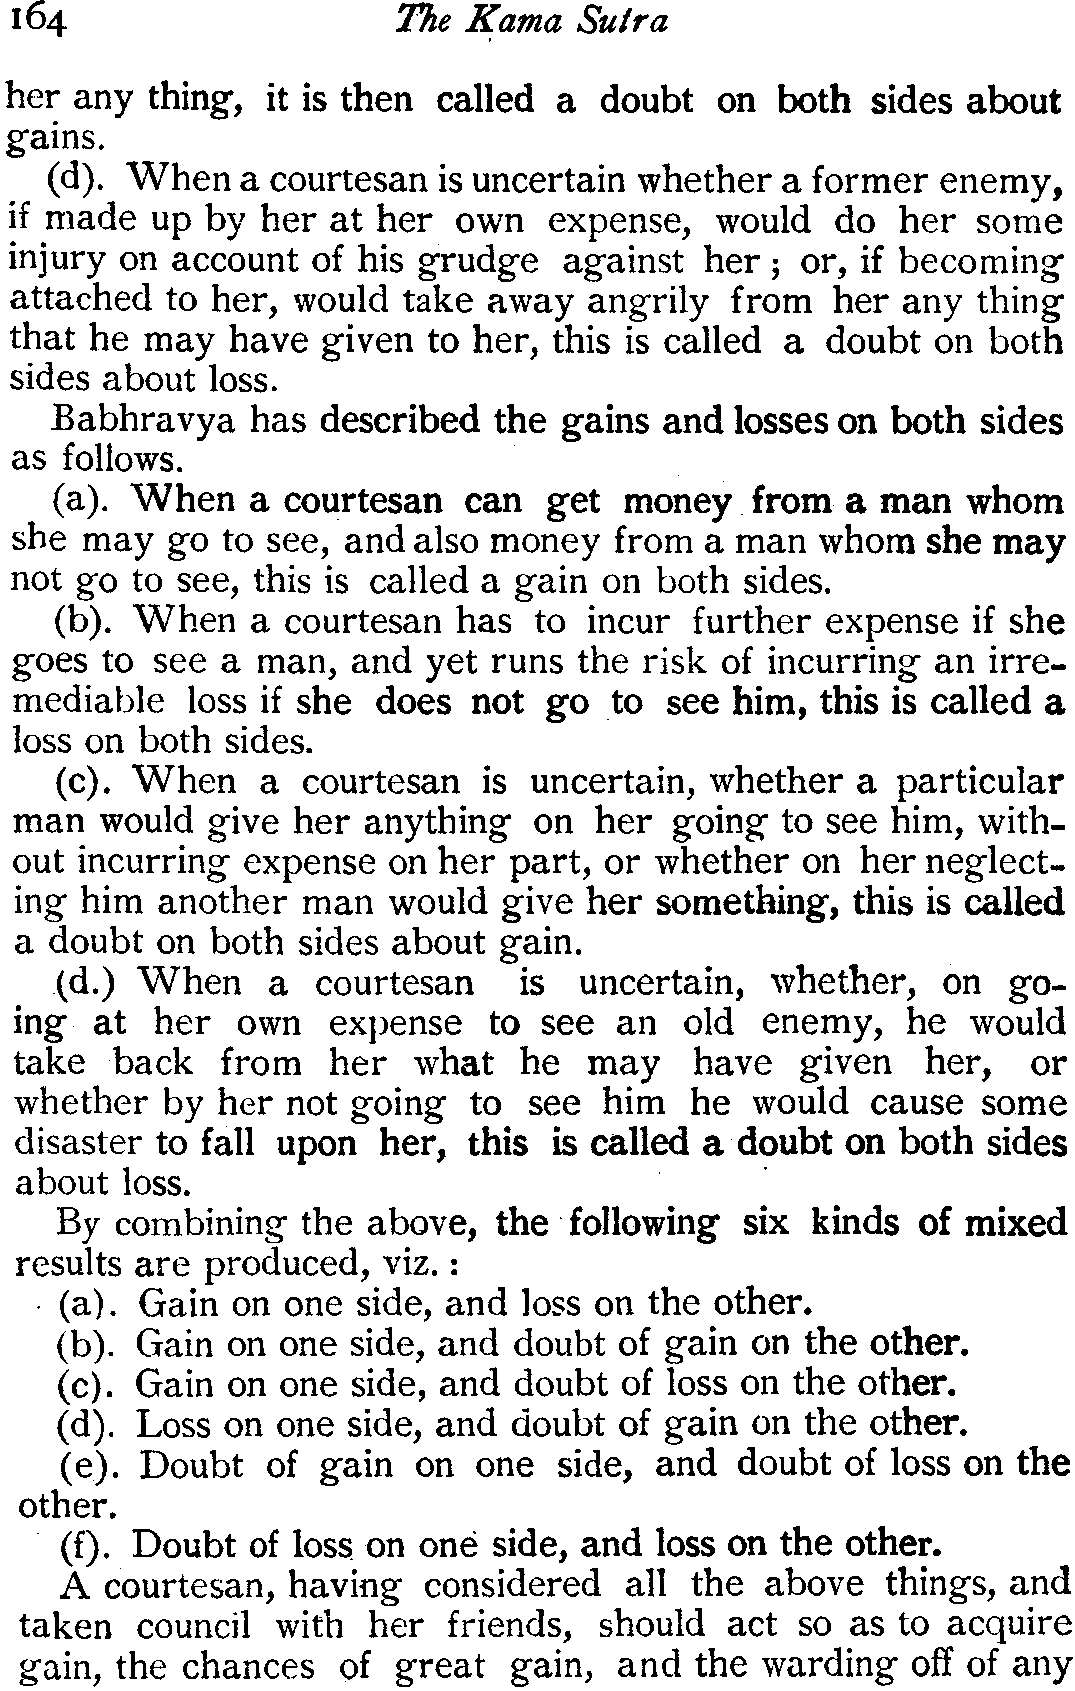 164 The Kama Sutra
her any thing, it is then called a doubt on both sides about
gains.
(d). When a courtesan is uncertain whether a former enemy,
if made up by her at her own expense, would do her some
injury on account of his grudge against her ; or, if becoming
attached to her, would take away angrily from her any thing
that he may have given to her, this is called a doubt on both
sides about loss.
Babhravya has described the gains and losses on both sides
as follows.
(a). When a courtesan can get money from a man whom
she may go to see, and also money from a man whom she may
not go to see, this is called a gain on both sides.
(b). When a courtesan has to incur further expense if she
goes to see a man, and yet runs the risk of incurring an irre-
mediable loss if she does not go to see him, this is called a
loss on both sides.
(c). When a courtesan is uncertain, whether a particular
man would give her anything on her going to see him, with-
out incurring expense on her part, or whether on her neglect-
ing him another man would give her something, this is called
a doubt on both sides about gain.
(d.) When a courtesan is uncertain, whether, on go-
ing at her own expense to see an old enemy, he would
take back from her what he may have given her, or
whether by her not going to see him he would cause some
disaster to fall upon her, this is called a doubt on both sides
about loss.
By combining the above, the following six kinds of mixed
results are produced, viz. :
(a). Gain on one side, and loss on the other.
(b). Gain on one side, and doubt of gain on the other.
(c). Gain on one side, and doubt of loss on the other.
(d). Loss on one side, and doubt of gain on the other.
(e). Doubt of gain on one side, and doubt of loss on the
other.
(f). Doubt of loss on one side, and loss on the other.
A courtesan, having considered all the above things, and
taken council with her friends, should act so as to acquire
gain, the chances of great gain, and the warding off of any